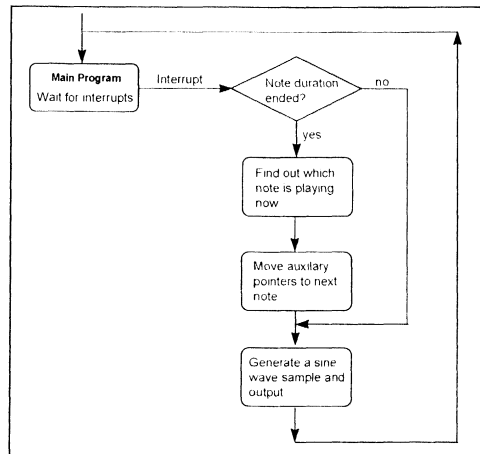 Main Program
Wait for interrupts
Interrupt
Note duration
ended?
no
yes
Find out which
note is playing
now
Move auxilary
pointers to next
note
Generate a sine
wave sample and
output